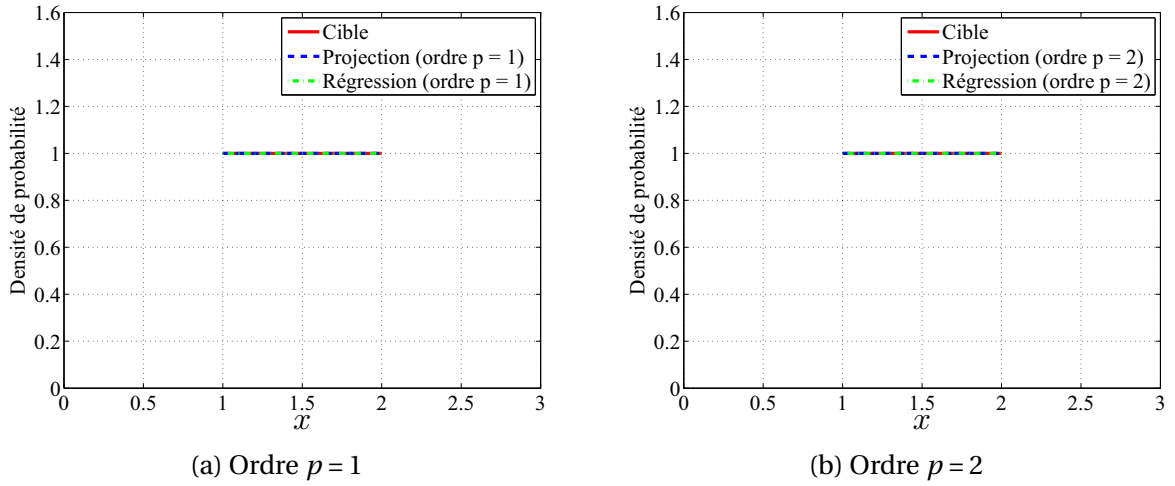 1.6
1.4
1.2
1
0.8
0.6
0.4
0.2
0
Densité de probabilité
Cible
Projection (ordre p = 1)
Régression (ordre p = 1)
0 0.5 1 1.5 2 2.5 3
x
(a) Ordre p = 1
1.6
1.4
1.2
1
0.8
0.6
0.4
0.2
0
Densité de probabilité
Cible
Projection (ordre p = 2)
Régression (ordre p = 2)
0 0.5 1 1.5 2 2.5 3
x
(b) Ordre p = 2